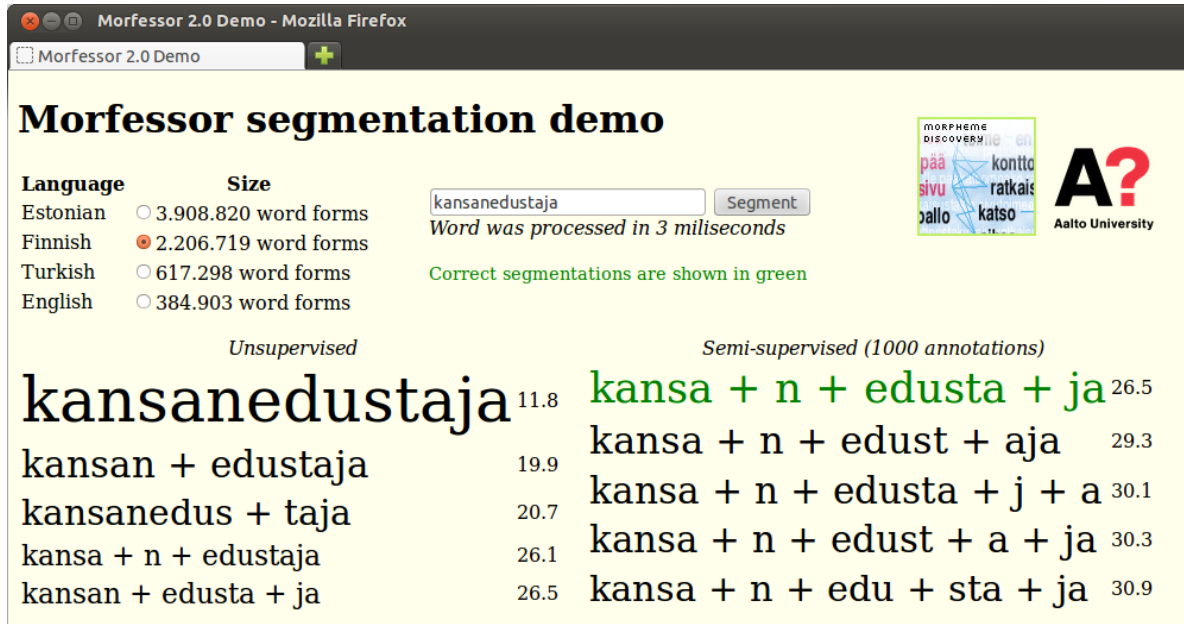 Morfessor 2.0 Demo - Mozilla Firefox
Morfessor 2.0 Demo
Morfessor segmentation demo
Language Size
Estonian 3.908.820 word forms
Finnish 2.206.719 word forms
Turkish 617.298 word forms
English 384.903 word forms
kansanedustaja Segment
Word was processed in 3 miliseconds
Correct segmentations are shown in green
MORPHEME
DISCOVERY
pää kontto
sivu ratkais
pallo katso
A?
Aalto University
Unsupervised
kansanedustaja 11.8
kansan + edustaja 19.9
kansanedus + taja 20.7
kansa + n + edustaja 26.1
kansan + edusta + ja 26.5
Semi-supervised (1000 annotations)
kansa + n + edusta + ja 26.5
kansa + n + edust + aja 29.3
kansa + n + edusta + j + a 30.1
kansa + n + edust + a + ja 30.3
kansa + n + edu + sta + ja 30.9